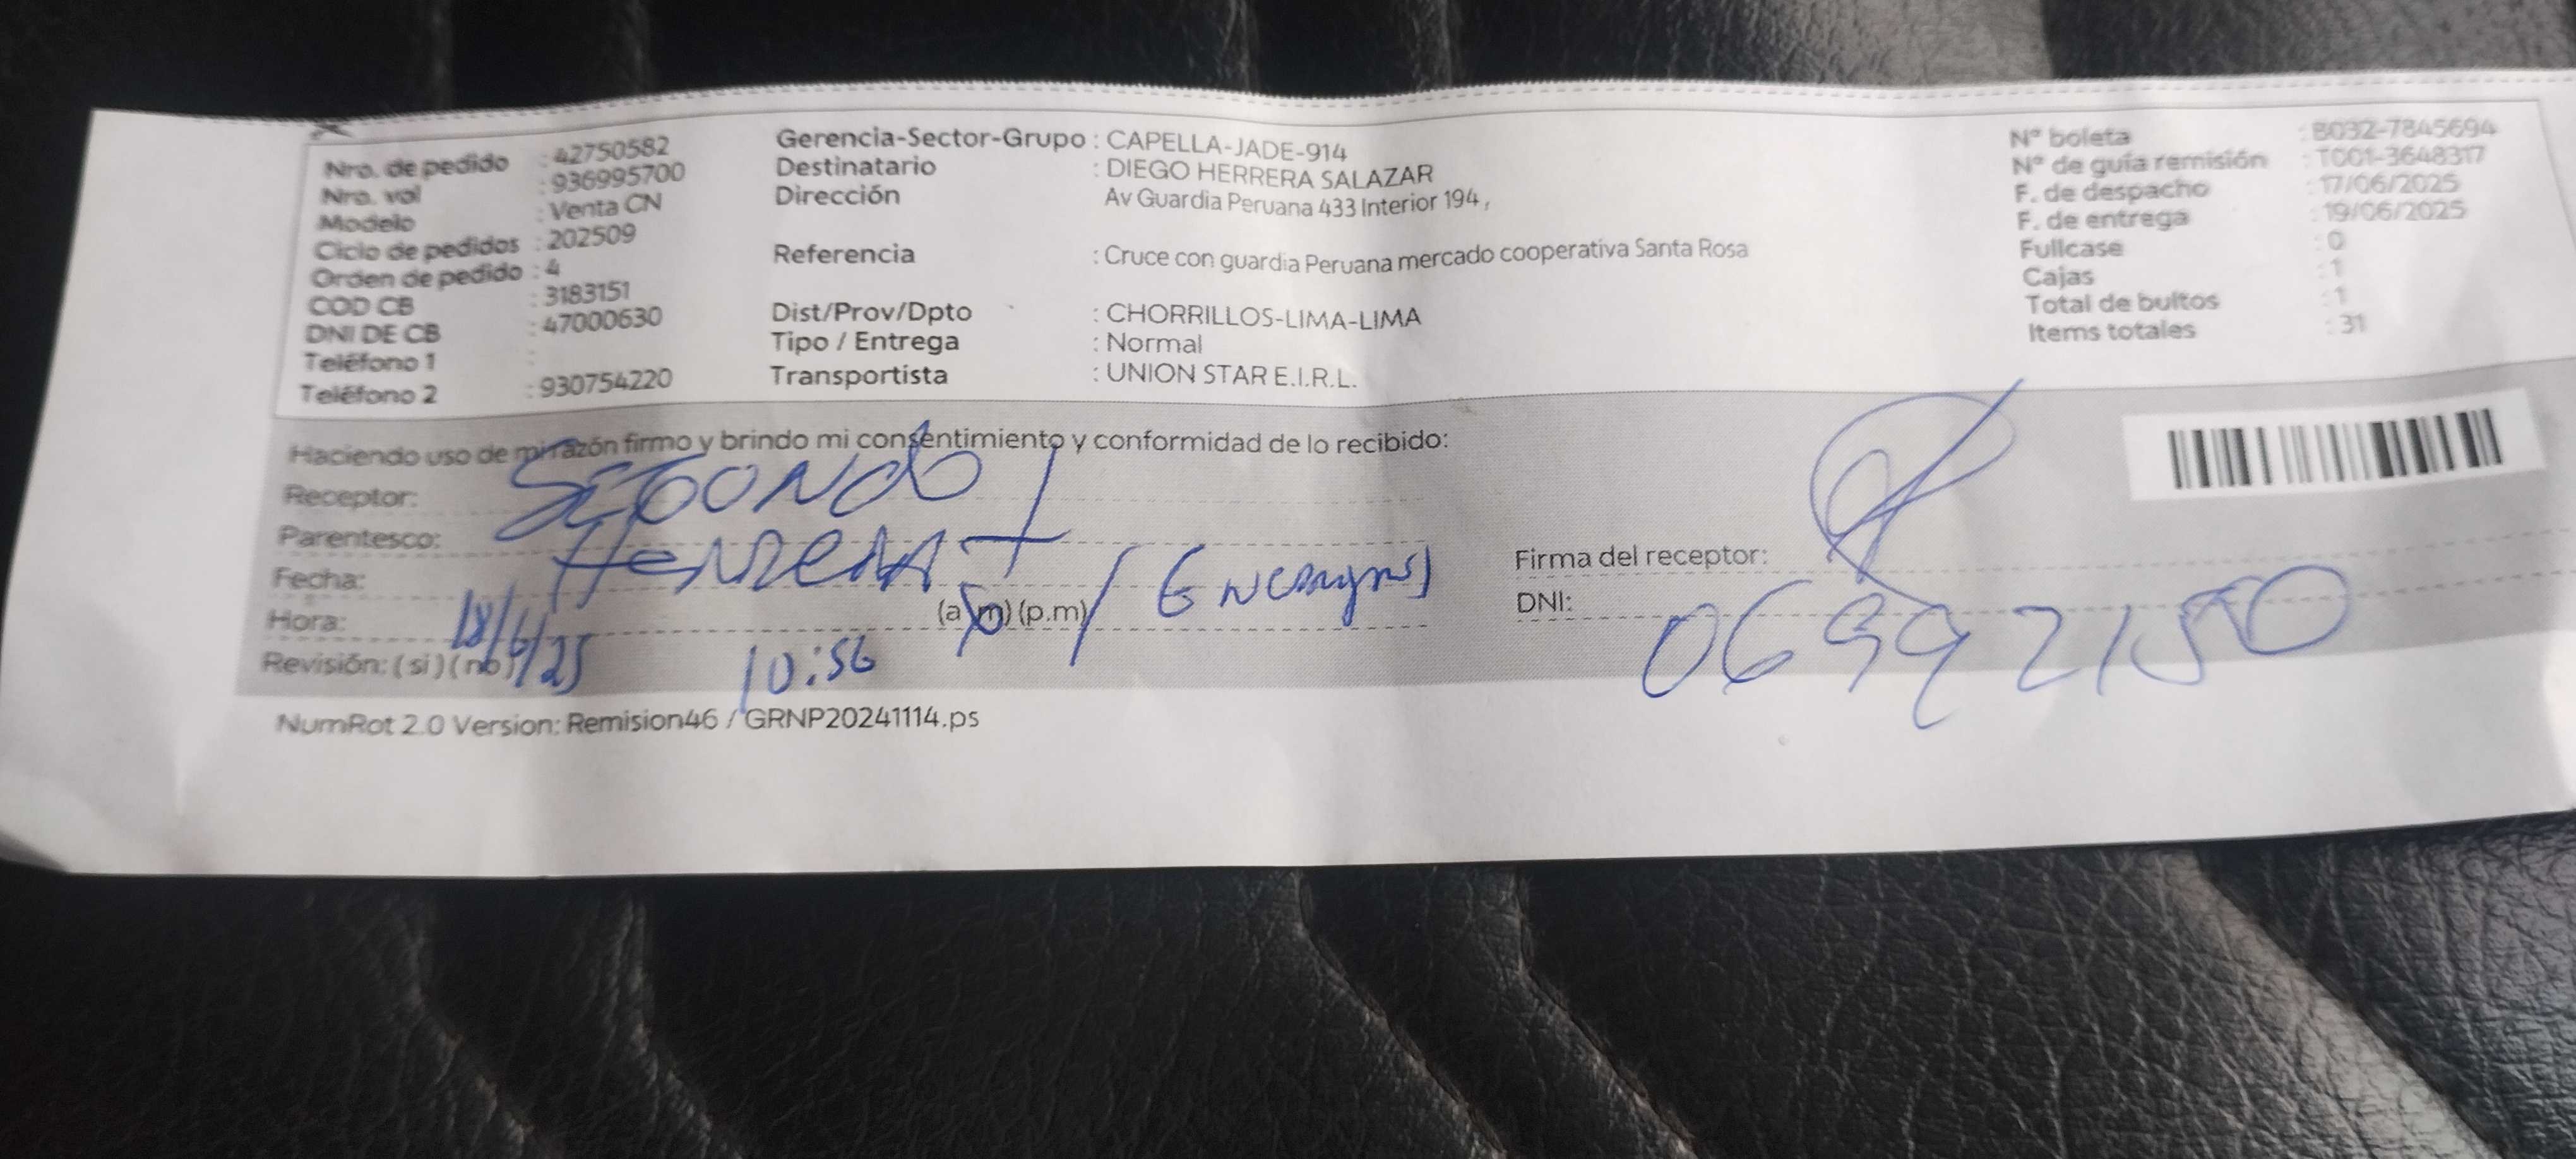 Nro. de pedido : 42750582
Nro. vol : 936995700
Modelo : Venta CN
Ciclo de pedidos : 202509
Orden de pedido : 4
COD CB : 3183151
DNI DE CB : 47000630
Teléfono 1 :
Teléfono 2 : 930754220
Gerencia-Sector-Grupo : CAPELLA-JADE-914
Destinatario : DIEGO HERRERA SALAZAR
Dirección Av Guardia Peruana 433 Interior 194 ,
Referencia : Cruce con guardia Peruana mercado cooperativa Santa Rosa
Dist/Prov/Dpto : CHORRILLOS-LIMA-LIMA
Tipo / Entrega : Normal
Transportista : UNION STAR E.I.R.L.
N° boleta : B032-7845694
N° de guía remisión : T001-3648317
F. de despacho : 17/06/2025
F. de entrega : 19/06/2025
Fullcase : 0
Cajas : 1
Total de bultos : 1
Items totales : 31
Haciendo uso de mi razón firmo y brindo mi consentimiento y conformidad de lo recibido:
Receptor: SEGONDO
Parentesco: HeRReRA T
Fecha: 18/6/25
Hora: 10:56 (a.m) (p.m)
Revisión: (si) (no)
Firma del receptor:
DNI: 06992150
NumRot 2.0 Version: Remision46 / GRNP20241114.ps